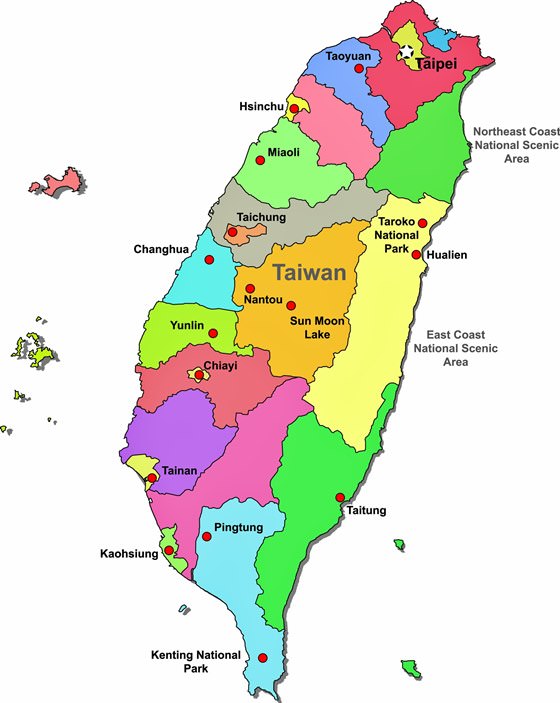 Taoyuan
Taipei
Hsinchu
Northeast Coast
National Scenic
Area
Miaoli
Taichung
Taroko
National
Park
Changhua
Hualien
Taiwan
Nantou
Sun Moon
Lake
Yunlin
East Coast
National Scenic
Area
Chiayi
Tainan
Taitung
Pingtung
Kaohsiung
Kenting National
Park